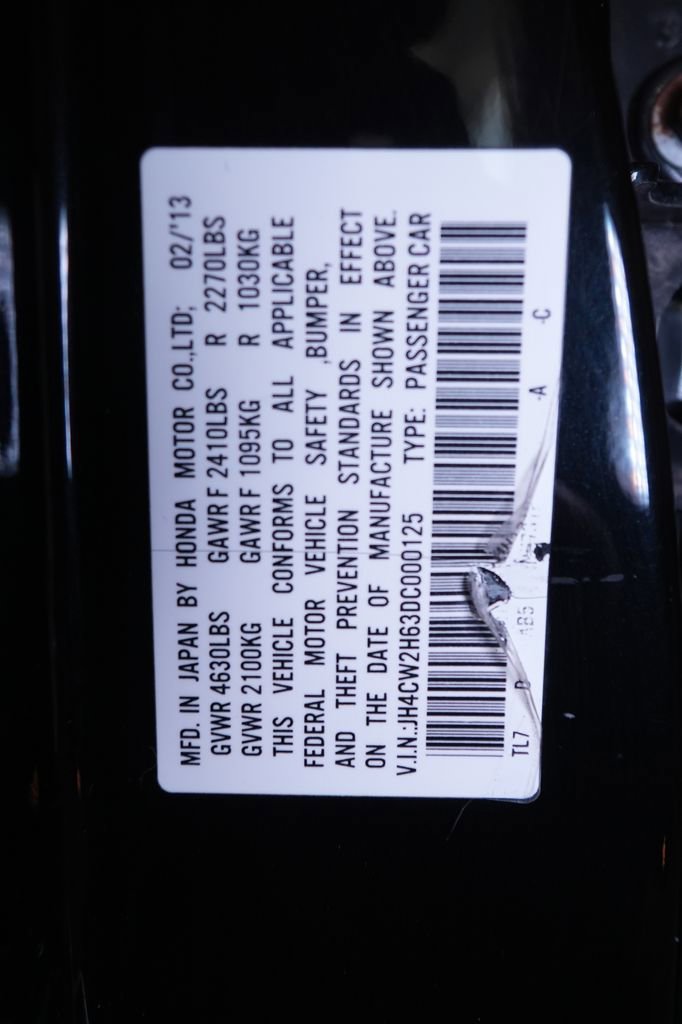 MFD. IN JAPAN BY HONDA MOTOR CO.,LTD; 02/'13
GVWR 4630LBS GAWR F 2410LBS R 2270LBS
GVWR 2100KG GAWR F 1095KG R 1030KG
THIS VEHICLE CONFORMS TO ALL APPLICABLE
FEDERAL MOTOR VEHICLE SAFETY ,BUMPER,
AND THEFT PREVENTION STANDARDS IN EFFECT
ON THE DATE OF MANUFACTURE SHOWN ABOVE.
V.I.N.:JH4CW2H63DC000125 TYPE: PASSENGER CAR
TL7 -A -C